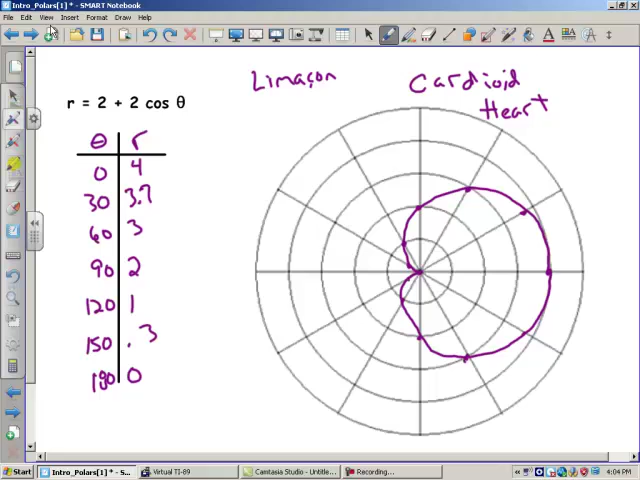 Intro_Polars[1] * - SMART Notebook
File Edit View Insert Format Draw Help
Limaçon
Cardioid
Heart
r = 2 + 2 cos θ
θ r
0 4
30 3.7
60 3
90 2
120 1
150 .3
180 0
Start
Intro_Polars[1] * - S...
Virtual TI-89
Camtasia Studio - Untitle...
Recording...
4:04 PM